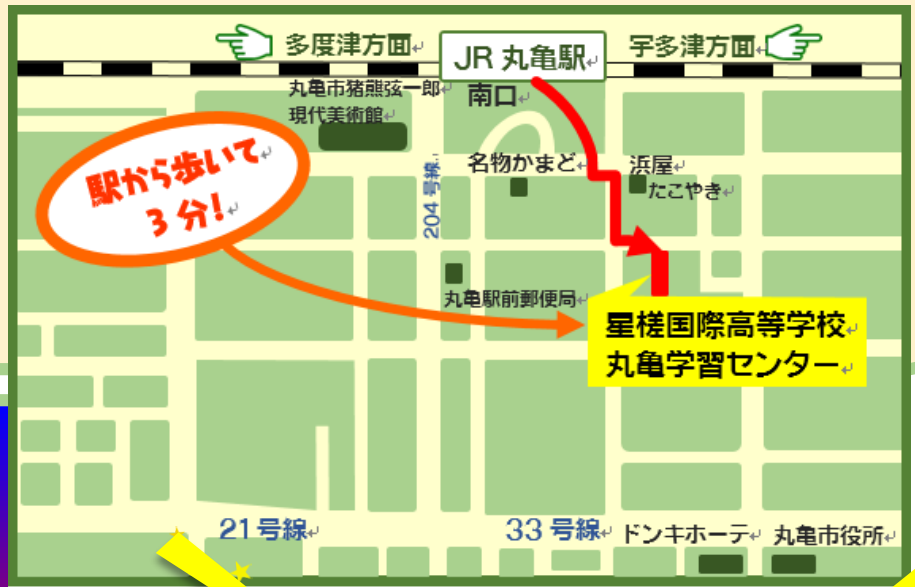 多度津方面
JR 丸亀駅
宇多津方面
丸亀市猪熊弦一郎
現代美術館
南口
駅から歩いて
3 分!
名物かまど
浜屋
たこやき
204 号線
丸亀駅前郵便局
星槎国際高等学校
丸亀学習センター
21 号線
33 号線
ドンキホーテ
丸亀市役所